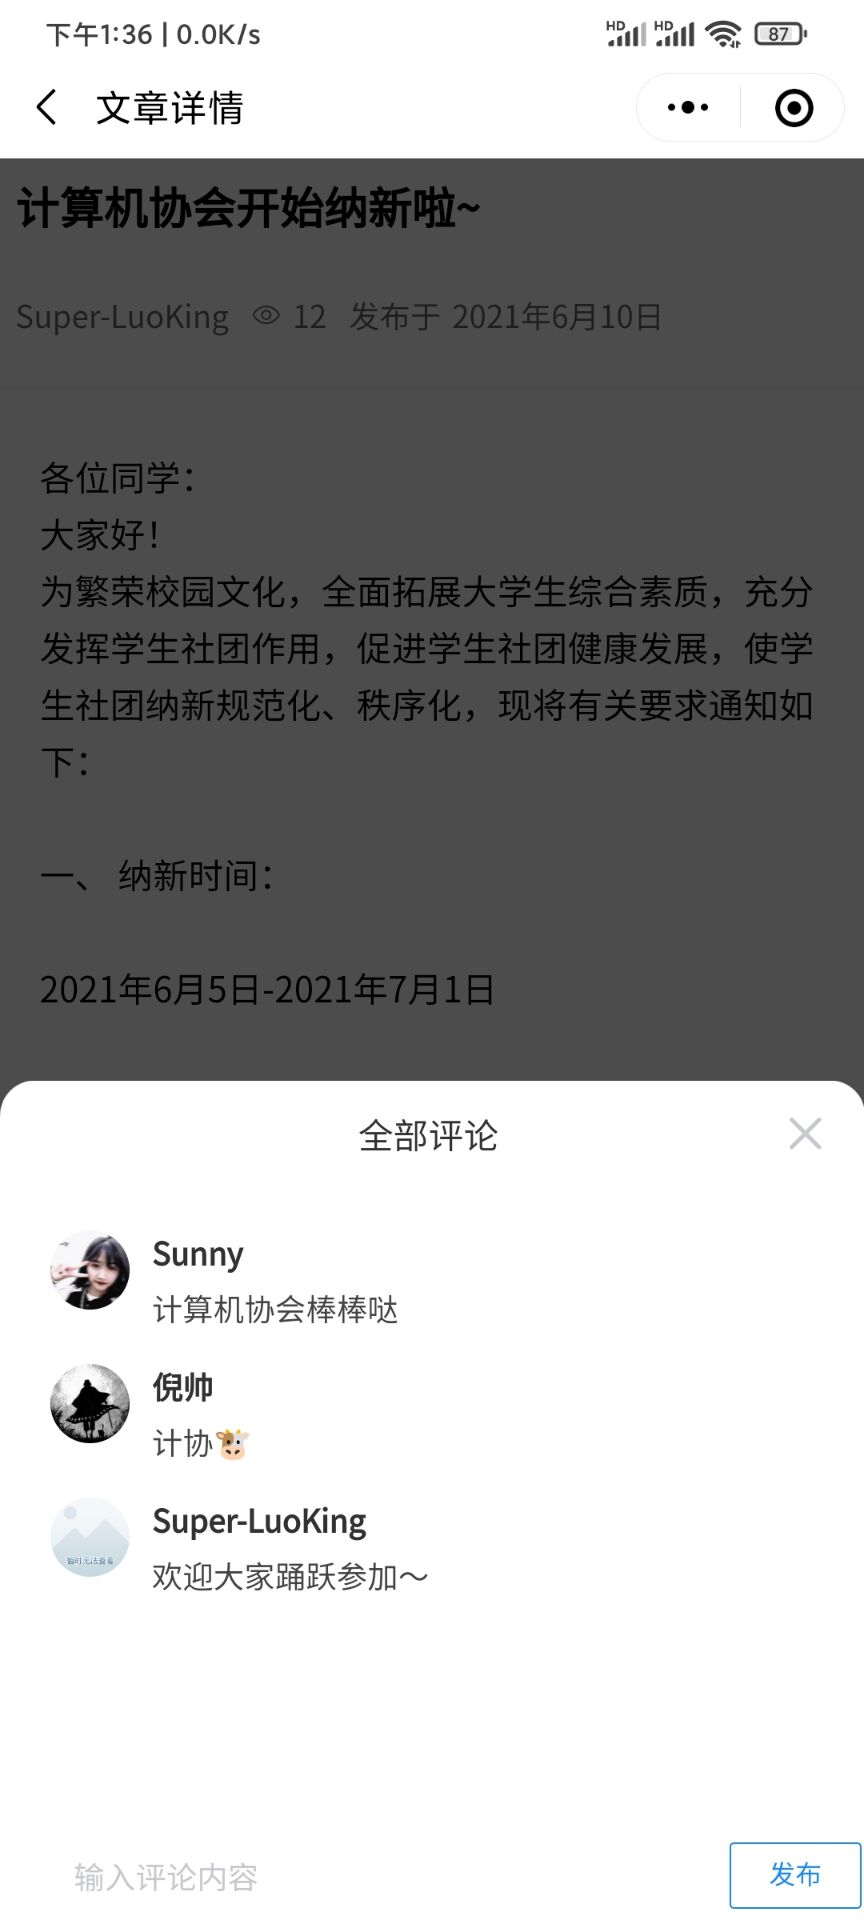 下午1:36 | 0.0K/s
HD HD 87
文章详情
计算机协会开始纳新啦~
Super-LuoKing 12 发布于 2021年6月10日
各位同学：
大家好！
为繁荣校园文化，全面拓展大学生综合素质，充分
发挥学生社团作用，促进学生社团健康发展，使学
生社团纳新规范化、秩序化，现将有关要求通知如
下：
一、 纳新时间：
2021年6月5日-2021年7月1日
全部评论
Sunny
计算机协会棒棒哒
倪帅
计协🐮
Super-LuoKing
暂时无法查看
欢迎大家踊跃参加～
输入评论内容
发布